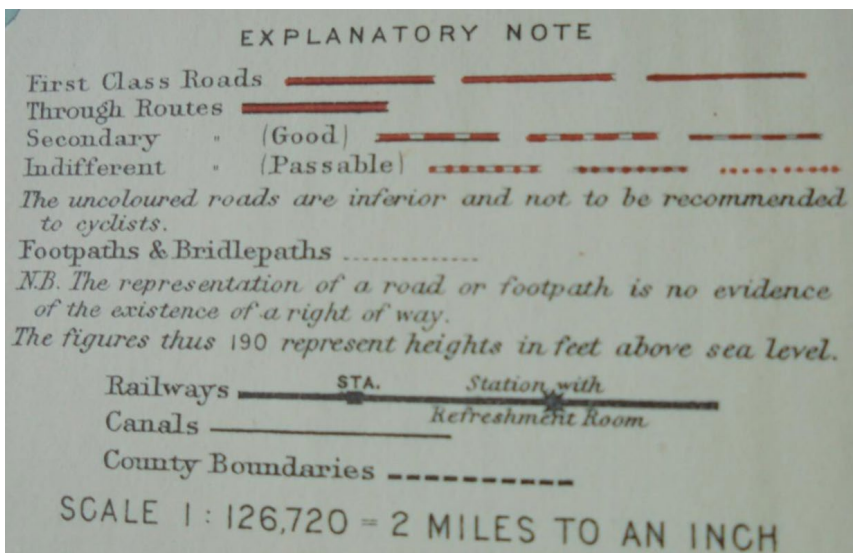 EXPLANATORY NOTE
First Class Roads
Through Routes
Secondary " (Good)
Indifferent " (Passable)
The uncoloured roads are inferior and not to be recommended
to cyclists.
Footpaths & Bridlepaths
N.B. The representation of a road or footpath is no evidence
of the existence of a right of way.
The figures thus 190 represent heights in feet above sea level.
Railways STA. Station with
Refreshment Room
Canals
County Boundaries
SCALE 1 : 126,720 = 2 MILES TO AN INCH